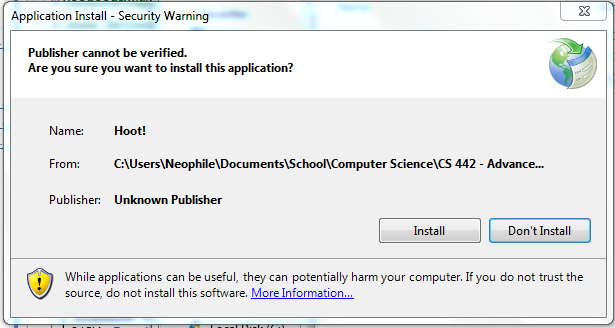 Application Install - Security Warning
Publisher cannot be verified.
Are you sure you want to install this application?
Name: Hoot!
From: C:\Users\Neophile\Documents\School\Computer Science\CS 442 - Advance...
Publisher: Unknown Publisher
Install Don't Install
While applications can be useful, they can potentially harm your computer. If you do not trust the
source, do not install this software. More Information...